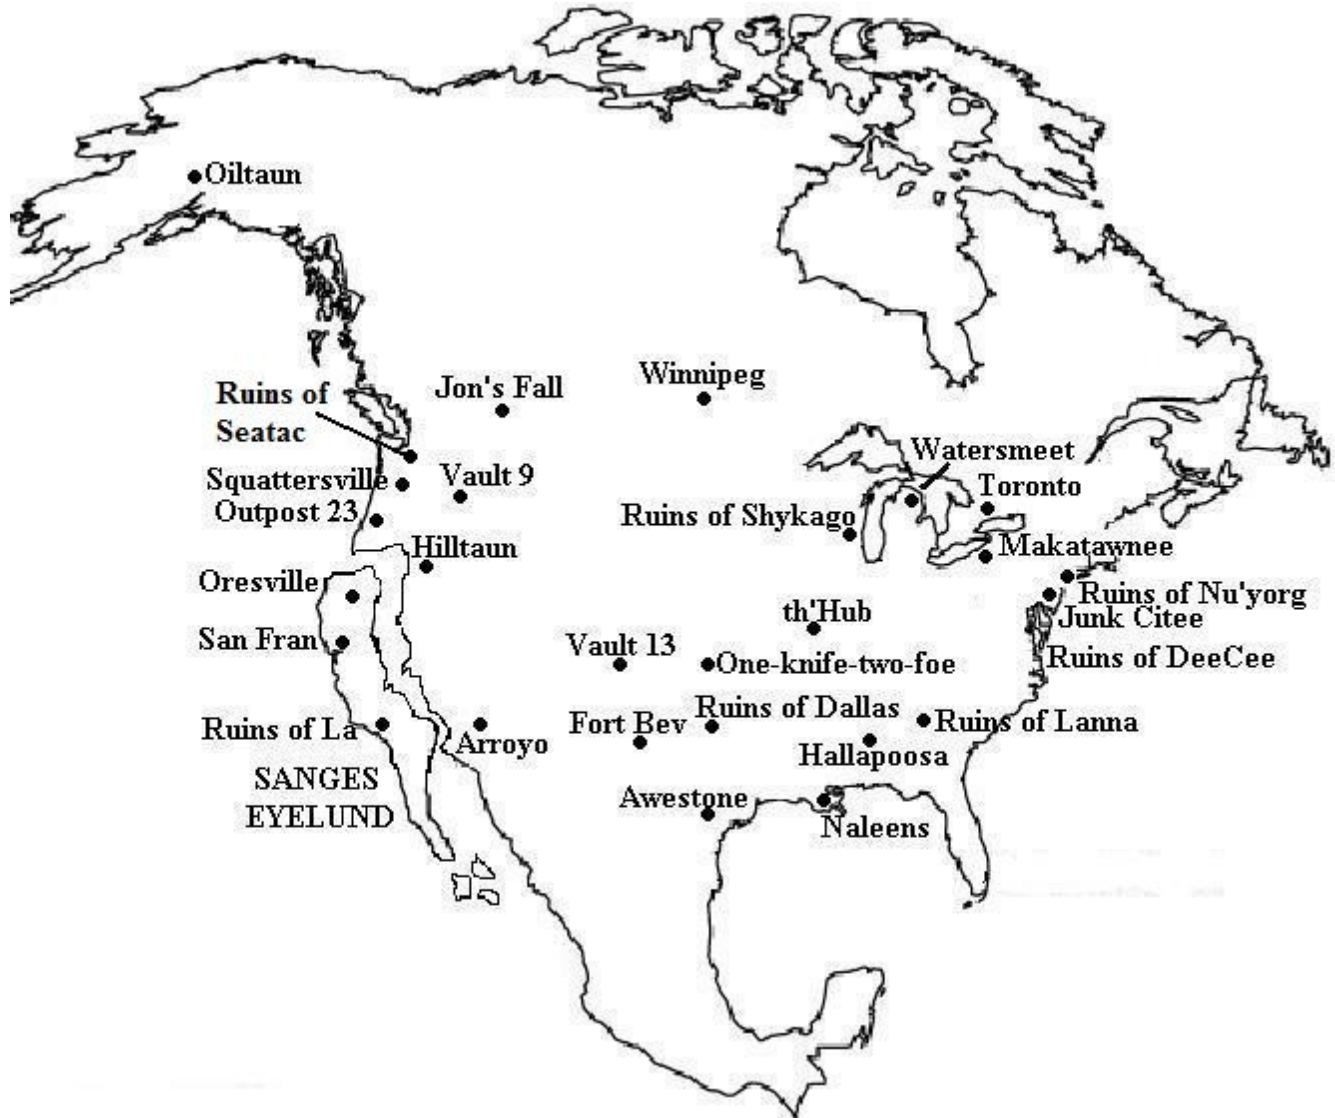 Oiltaun
Winnipeg
Jon's Fall
Ruins of
Seatac
Watersmeet
Squattersville
Vault 9
Toronto
Outpost 23
Ruins of Shykago
Hilltaun
Makatawnee
Oresville
Ruins of Nu'yorg
th'Hub
Junk Citee
San Fran
Vault 13
One-knife-two-foe
Ruins of DeeCee
Ruins of La
Arroyo
Fort Bev
Ruins of Dallas
Ruins of Lanna
Hallapoosa
SANGES
EYELUND
Awestone
Naleens